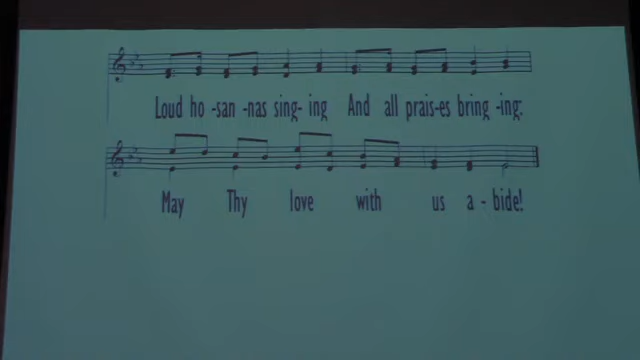 Loud ho -san -nas sing- ing And all prais-es bring -ing:
May Thy love with us a - bide!